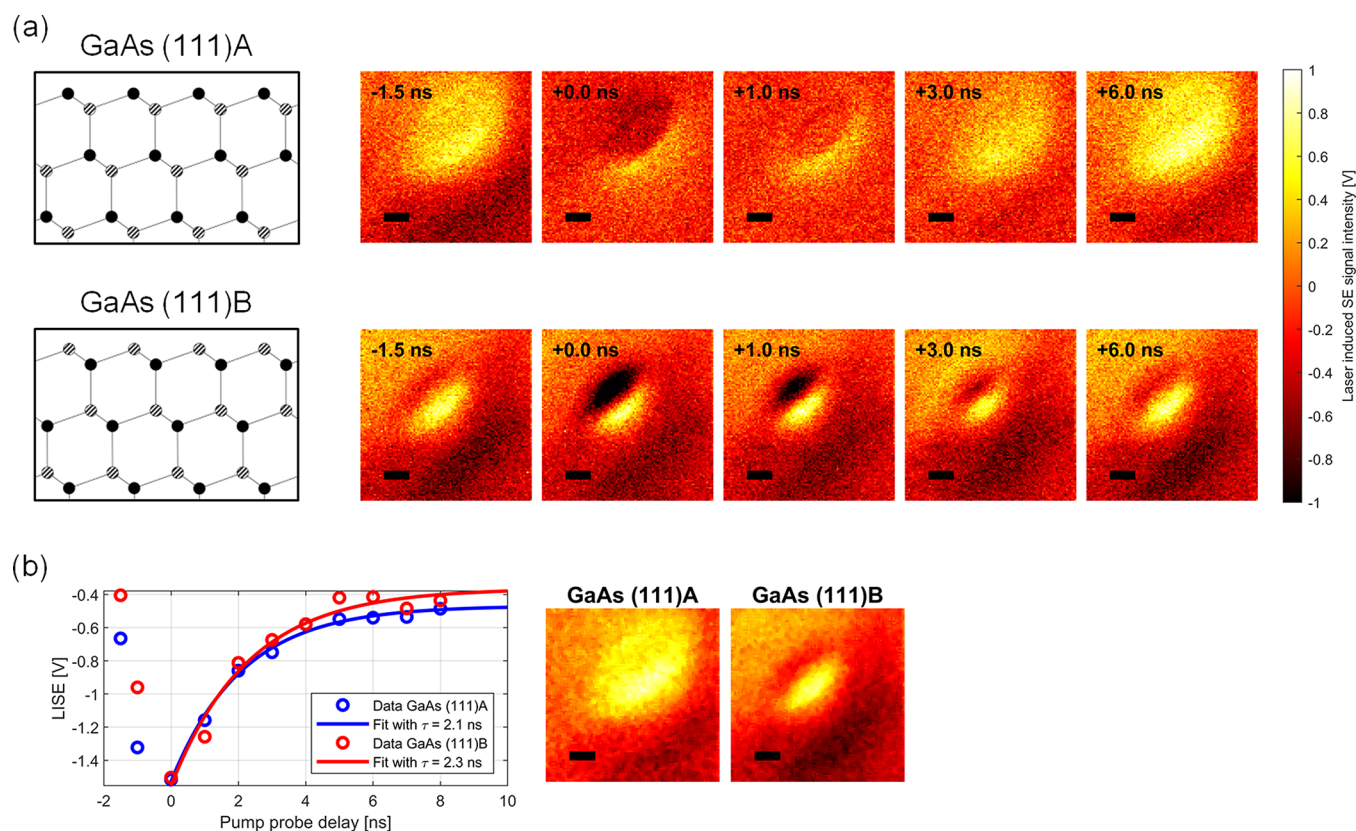 (a)
GaAs (111)A
-1.5 ns
+0.0 ns
+1.0 ns
+3.0 ns
+6.0 ns
GaAs (111)B
-1.5 ns
+0.0 ns
+1.0 ns
+3.0 ns
+6.0 ns
1
0.8
0.6
0.4
0.2
0
-0.2
-0.4
-0.6
-0.8
-1
Laser induced SE signal intensity [V]
(b)
-0.4
-0.6
-0.8
-1
-1.2
-1.4
LISE [V]
-2
0
2
4
6
8
10
Pump probe delay [ns]
Data GaAs (111)A
Fit with τ = 2.1 ns
Data GaAs (111)B
Fit with τ = 2.3 ns
GaAs (111)A
GaAs (111)B